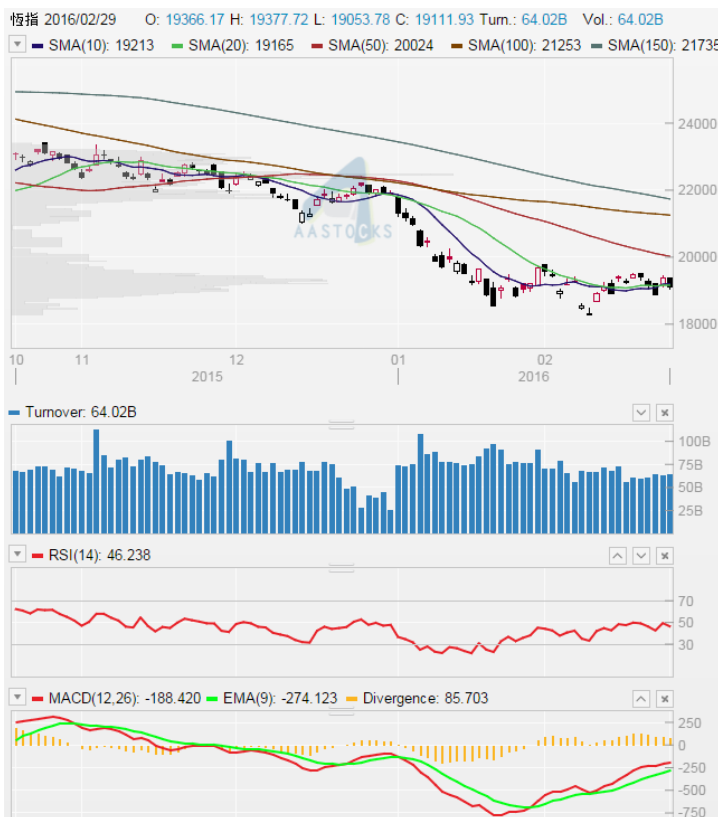 恆指 2016/02/29 O: 19366.17 H: 19377.72 L: 19053.78 C: 19111.93 Turn.: 64.02B Vol.: 64.02B
SMA(10): 19213 SMA(20): 19165 SMA(50): 20024 SMA(100): 21253 SMA(150): 21735
24000
22000
AASTOCKS
20000
18000
10 11 12 01 02
2015 2016
Turnover: 64.02B
100B
75B
50B
25B
RSI(14): 46.238
70
50
30
MACD(12,26): -188.420 EMA(9): -274.123 Divergence: 85.703
250
0
-250
-500
-750